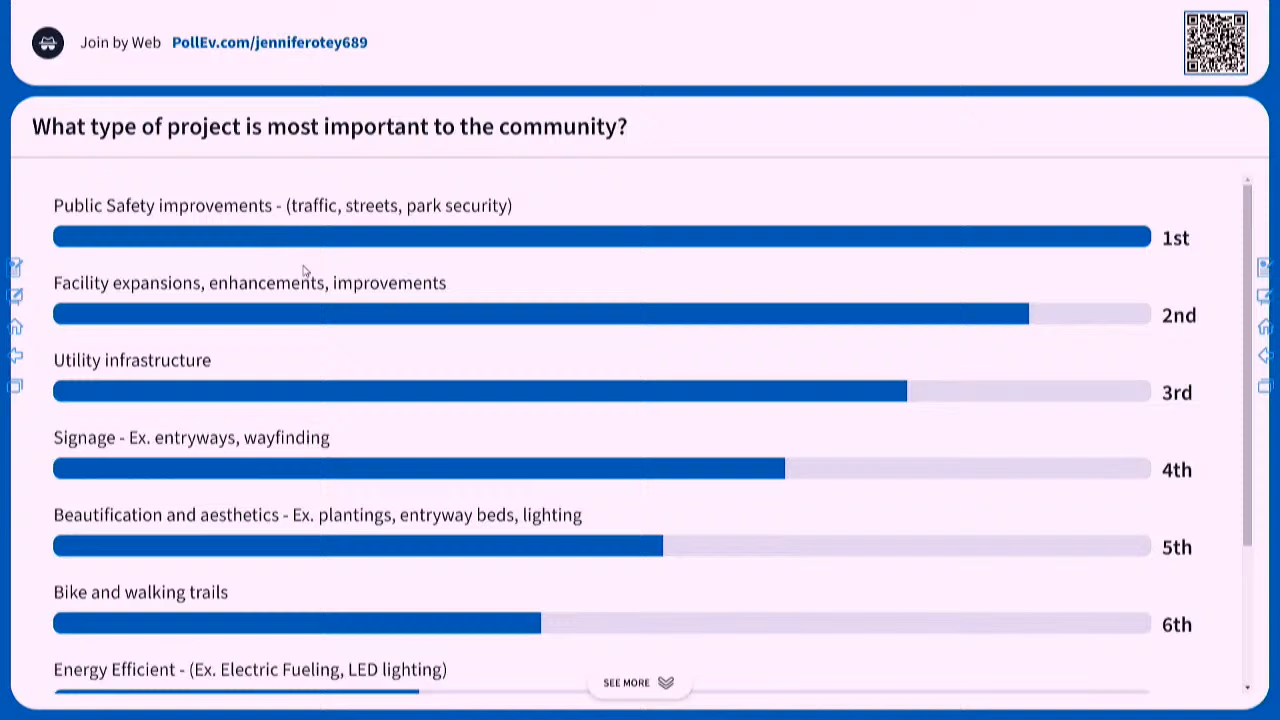 Join by Web PollEv.com/jenniferotey689
What type of project is most important to the community?
Public Safety improvements - (traffic, streets, park security)
1st
Facility expansions, enhancements, improvements
2nd
Utility infrastructure
3rd
Signage - Ex. entryways, wayfinding
4th
Beautification and aesthetics - Ex. plantings, entryway beds, lighting
5th
Bike and walking trails
6th
Energy Efficient - (Ex. Electric Fueling, LED lighting)
SEE MORE